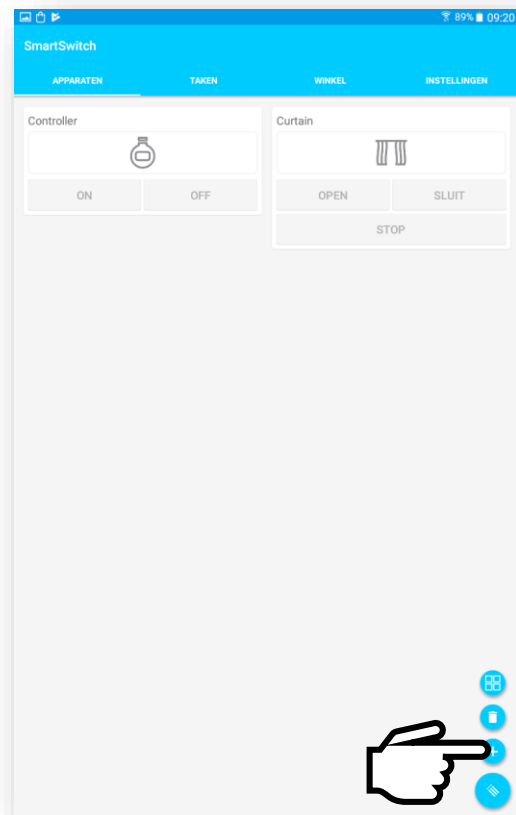 89% 09:20
SmartSwitch
APPARATEN TAKEN WINKEL INSTELLINGEN
Controller Curtain
ON OFF OPEN SLUIT
STOP